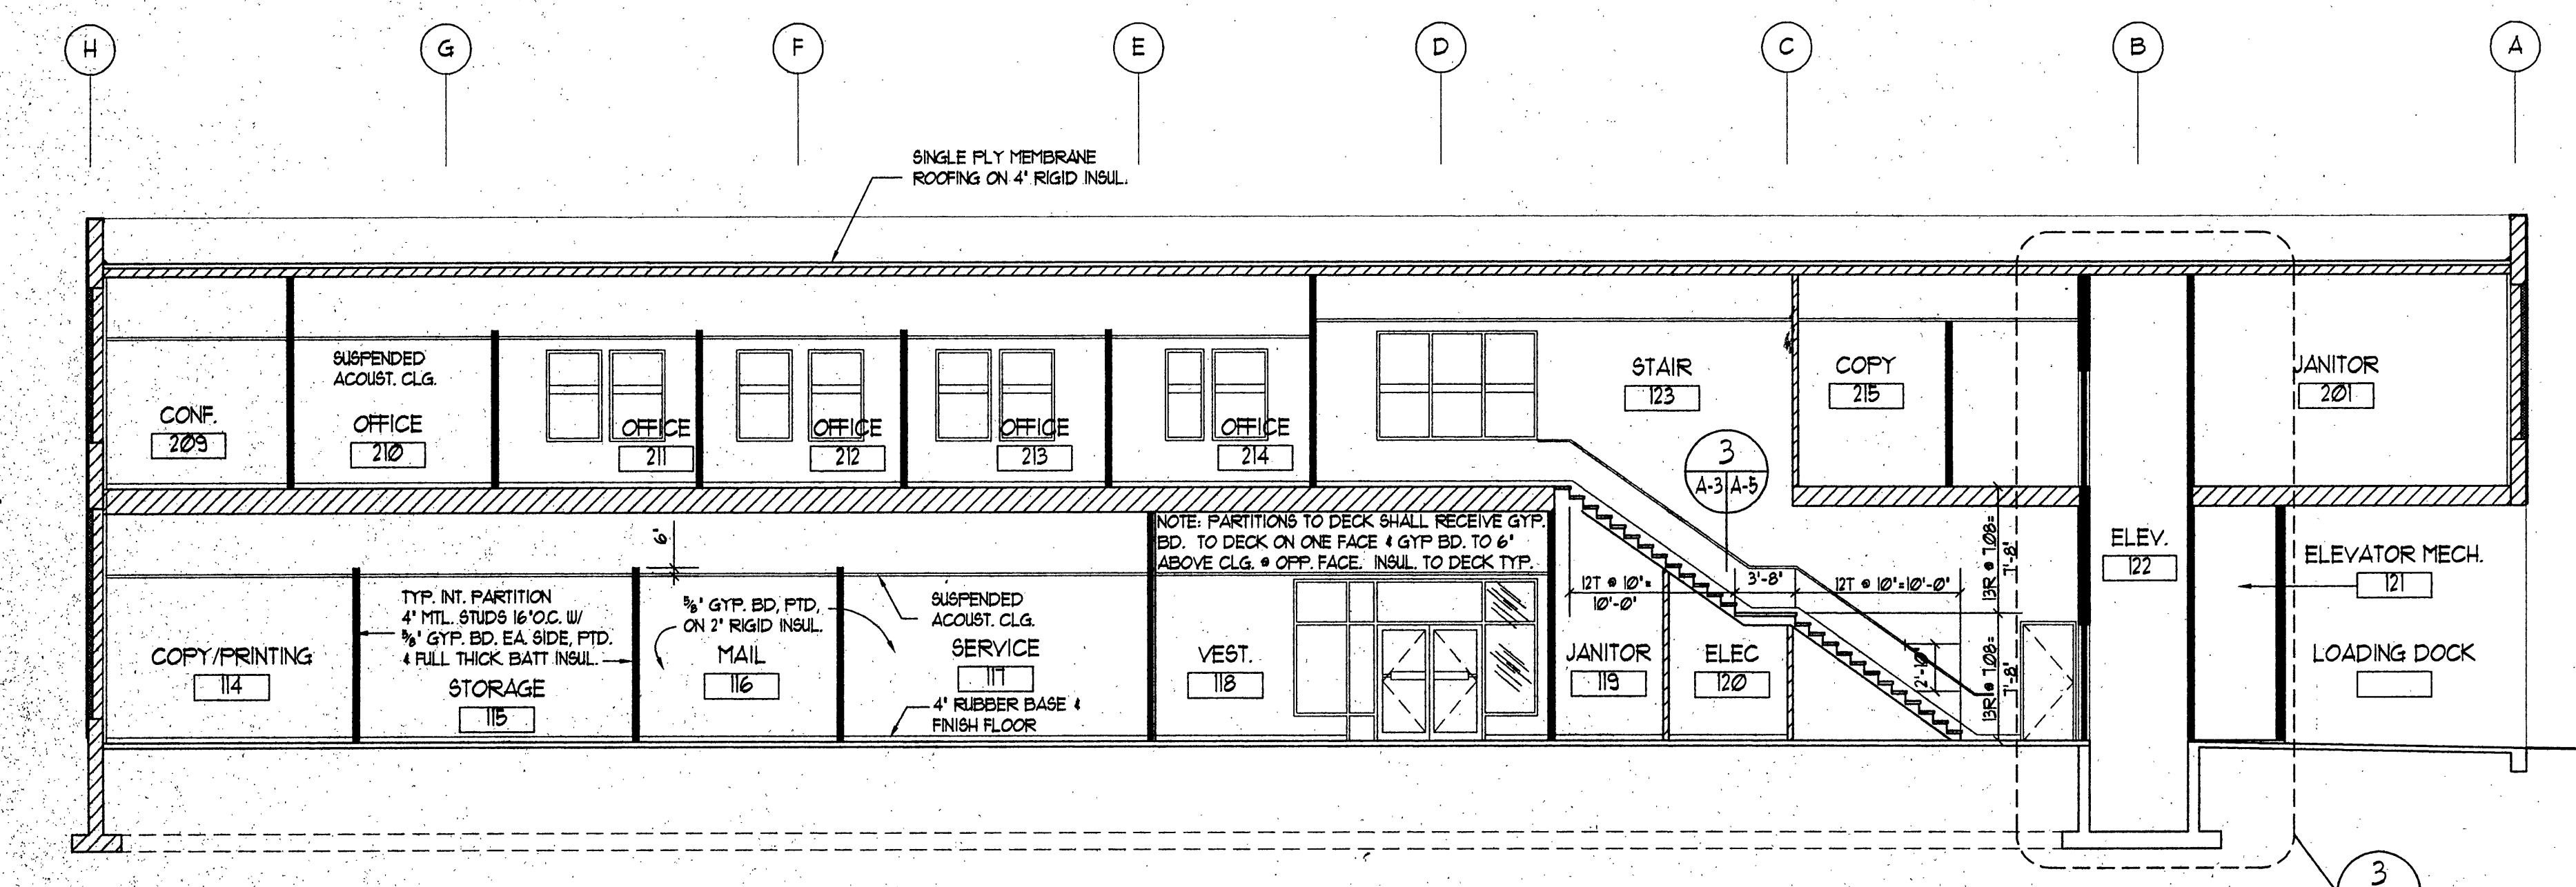 H G F E D C B A
SINGLE PLY MEMBRANE
ROOFING ON 4" RIGID INSUL.
SUSPENDED
ACOUST. CLG.
CONF.
209
OFFICE
210
OFFICE
211
OFFICE
212
OFFICE
213
OFFICE
214
STAIR
123
COPY
215
JANITOR
201
3
A-3 A-5
NOTE: PARTITIONS TO DECK SHALL RECEIVE GYP.
BD. TO DECK ON ONE FACE & GYP BD. TO 6"
ABOVE CLG. @ OPP. FACE. INSUL. TO DECK TYP.
6"
TYP. INT. PARTITION
4" MTL. STUDS 16"O.C. W/
5/8" GYP. BD. EA. SIDE, PTD.
& FULL THICK BATT INSUL.
5/8" GYP. BD, PTD,
ON 2" RIGID INSUL.
SUSPENDED
ACOUST. CLG.
COPY/PRINTING
114
STORAGE
115
MAIL
116
SERVICE
117
4" RUBBER BASE &
FINISH FLOOR
VEST.
118
JANITOR
119
ELEC
120
12T @ 10"=
10'-0"
3'-8"
12T @ 10"=10'-0"
2'-10"
13R @ 7.08=
7'-8"
13R @ 7.08=
7'-8"
ELEV.
122
ELEVATOR MECH.
121
LOADING DOCK
3